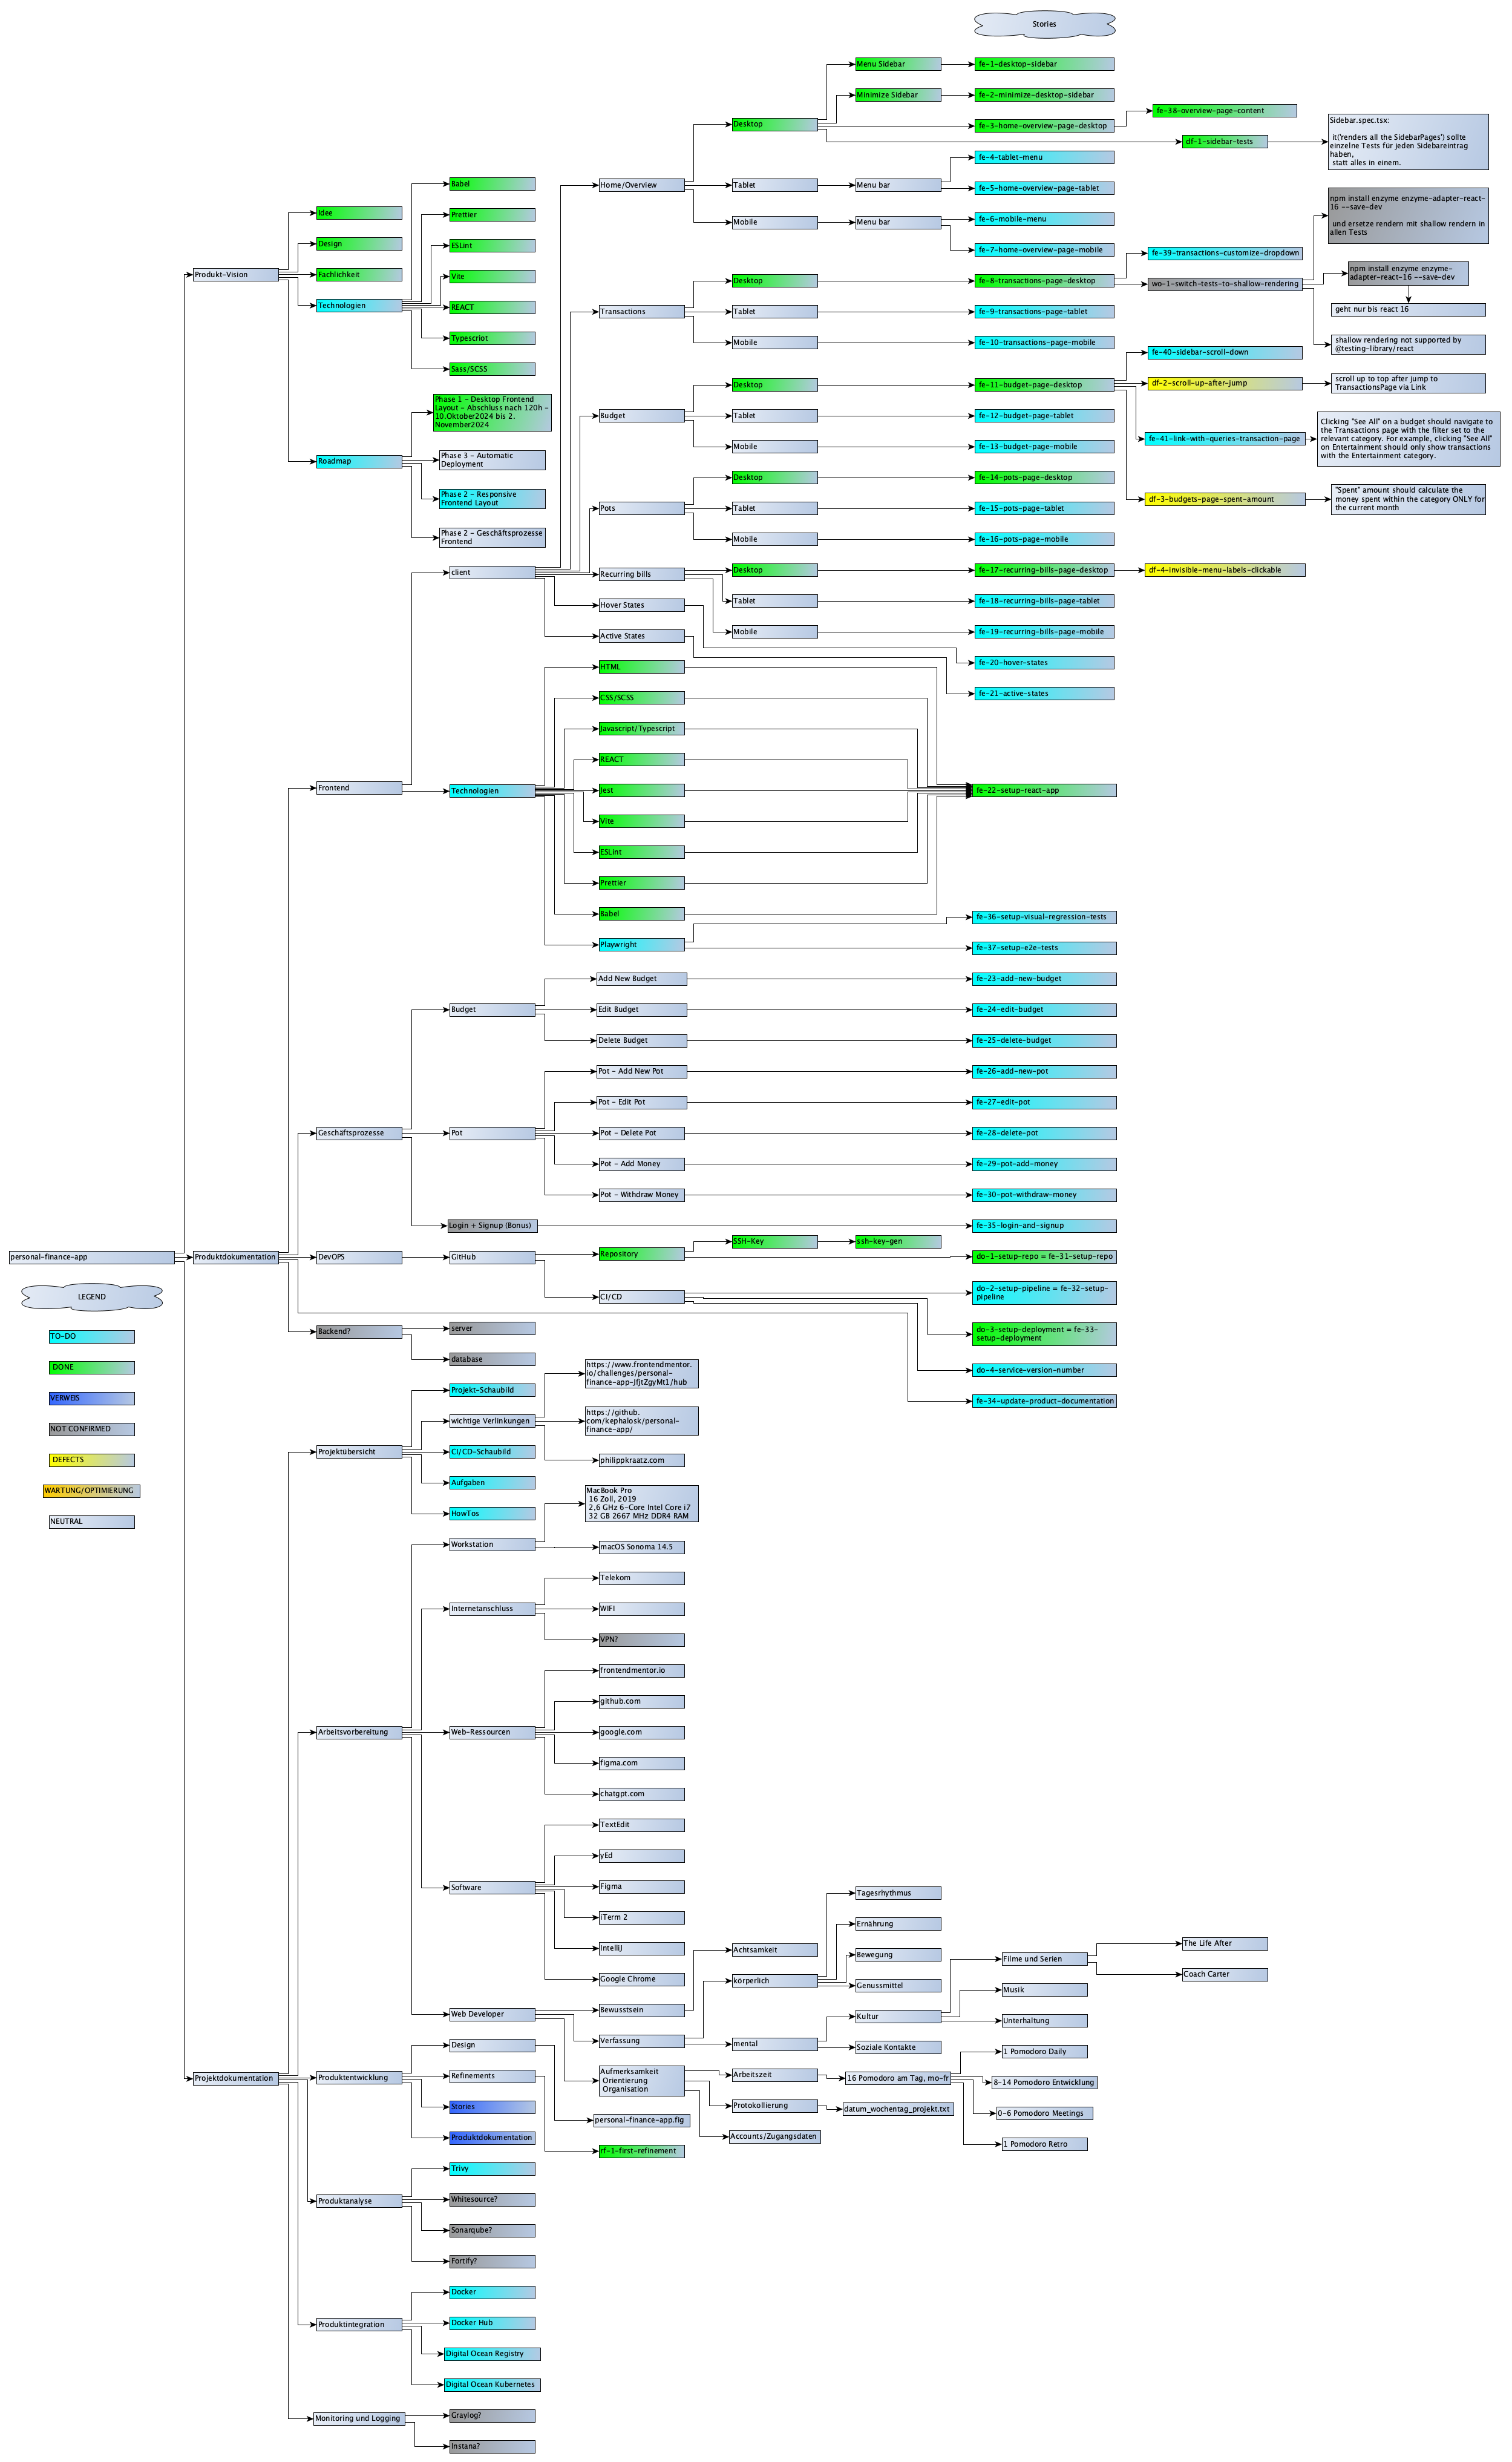 Stories
Menu Sidebar
fe-1-desktop-sidebar
Minimize Sidebar
fe-2-minimize-desktop-sidebar
fe-38-overview-page-content
Desktop
fe-3-home-overview-page-desktop
df-1-sidebar-tests
Sidebar.spec.tsx:
it('renders all the SidebarPages') sollte
einzelne Tests für jeden Sidebareintrag
haben,
statt alles in einem.
fe-4-tablet-menu
Home/Overview
Tablet
Menu bar
fe-5-home-overview-page-tablet
Mobile
Menu bar
fe-6-mobile-menu
fe-7-home-overview-page-mobile
Babel
Idee
Prettier
Design
ESLint
Produkt-Vision
Fachlichkeit
Vite
Technologien
REACT
Typescriot
Sass/SCSS
npm install enzyme enzyme-adapter-react-
16 --save-dev
und ersetze rendern mit shallow rendern in
allen Tests
fe-39-transactions-customize-dropdown
Desktop
fe-8-transactions-page-desktop
wo-1-switch-tests-to-shallow-rendering
npm install enzyme enzyme-
adapter-react-16 --save-dev
Transactions
Tablet
fe-9-transactions-page-tablet
geht nur bis react 16
Mobile
fe-10-transactions-page-mobile
shallow rendering not supported by
@testing-library/react
fe-40-sidebar-scroll-down
Desktop
fe-11-budget-page-desktop
df-2-scroll-up-after-jump
scroll up to top after jump to
TransactionsPage via Link
Phase 1 - Desktop Frontend
Layout - Abschluss nach 120h -
10.Oktober2024 bis 2.
November2024
Budget
Tablet
fe-12-budget-page-tablet
Mobile
fe-13-budget-page-mobile
fe-41-link-with-queries-transaction-page
Clicking "See All" on a budget should navigate to
the Transactions page with the filter set to the
relevant category. For example, clicking "See All"
on Entertainment should only show transactions
with the Entertainment category.
Roadmap
Phase 3 - Automatic
Deployment
Phase 2 - Responsive
Frontend Layout
Phase 2 - Geschäftsprozesse
Frontend
Desktop
fe-14-pots-page-desktop
Pots
Tablet
fe-15-pots-page-tablet
df-3-budgets-page-spent-amount
"Spent" amount should calculate the
money spent within the category ONLY for
the current month
Mobile
fe-16-pots-page-mobile
client
Recurring bills
Desktop
fe-17-recurring-bills-page-desktop
df-4-invisible-menu-labels-clickable
Hover States
Tablet
fe-18-recurring-bills-page-tablet
Active States
Mobile
fe-19-recurring-bills-page-mobile
fe-20-hover-states
fe-21-active-states
HTML
CSS/SCSS
Javascript/Typescript
REACT
Frontend
Technologien
Jest
fe-22-setup-react-app
Vite
ESLint
Prettier
Babel
fe-36-setup-visual-regression-tests
Playwright
fe-37-setup-e2e-tests
Add New Budget
fe-23-add-new-budget
Budget
Edit Budget
fe-24-edit-budget
Delete Budget
fe-25-delete-budget
Pot - Add New Pot
fe-26-add-new-pot
Pot - Edit Pot
fe-27-edit-pot
Geschäftsprozesse
Pot
Pot - Delete Pot
fe-28-delete-pot
Pot - Add Money
fe-29-pot-add-money
Pot - Withdraw Money
fe-30-pot-withdraw-money
Login + Signup (Bonus)
fe-35-login-and-signup
personal-finance-app
Produktdokumentation
DevOPS
GitHub
Repository
SSH-Key
ssh-key-gen
do-1-setup-repo = fe-31-setup-repo
CI/CD
do-2-setup-pipeline = fe-32-setup-
pipeline
do-3-setup-deployment = fe-33-
setup-deployment
do-4-service-version-number
fe-34-update-product-documentation
Backend?
server
database
LEGEND
TO-DO
DONE
VERWEIS
NOT CONFIRMED
DEFECTS
WARTUNG/OPTIMIERUNG
NEUTRAL
Projekt-Schaubild
https://www.frontendmentor.
io/challenges/personal-
finance-app-JfjtZgyMt1/hub
Projektübersicht
wichtige Verlinkungen
https://github.
com/kephalosk/personal-
finance-app/
CI/CD-Schaubild
philippkraatz.com
Aufgaben
HowTos
MacBook Pro
16 Zoll, 2019
2,6 GHz 6-Core Intel Core i7
32 GB 2667 MHz DDR4 RAM
Workstation
macOS Sonoma 14.5
Telekom
Internetanschluss
WIFI
VPN?
frontendmentor.io
github.com
Arbeitsvorbereitung
Web-Ressourcen
google.com
figma.com
chatgpt.com
TextEdit
yEd
Software
Figma
iTerm 2
IntelliJ
Google Chrome
Tagesrhythmus
Ernährung
Achtsamkeit
Bewegung
Filme und Serien
The Life After
Coach Carter
körperlich
Genussmittel
Musik
Web Developer
Bewusstsein
Kultur
Unterhaltung
Verfassung
mental
Soziale Kontakte
Aufmerksamkeit
Orientierung
Organisation
Arbeitszeit
16 Pomodoro am Tag, mo-fr
1 Pomodoro Daily
8-14 Pomodoro Entwicklung
0-6 Pomodoro Meetings
1 Pomodoro Retro
Protokollierung
datum_wochentag_projekt.txt
Accounts/Zugangsdaten
Projektdokumentation
Produktentwicklung
Design
Refinements
Stories
personal-finance-app.fig
Produktdokumentation
rf-1-first-refinement
Trivy
Produktanalyse
Whitesource?
Sonarqube?
Fortify?
Docker
Produktintegration
Docker Hub
Digital Ocean Registry
Digital Ocean Kubernetes
Monitoring und Logging
Graylog?
Instana?